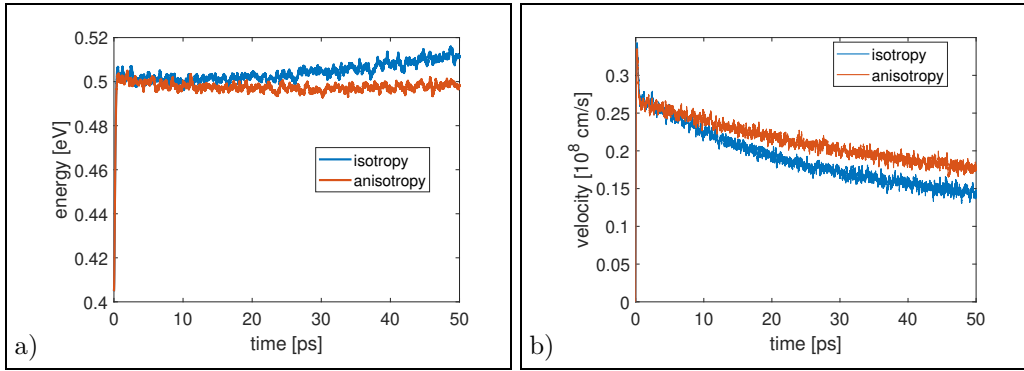 0.52
0.5
0.48
0.46
0.44
0.42
0.4
energy [eV]
isotropy
anisotropy
0 10 20 30 40 50
time [ps]
a)
0.3
0.25
0.2
0.15
0.1
0.05
0
velocity [10⁸ cm/s]
isotropy
anisotropy
0 10 20 30 40 50
time [ps]
b)